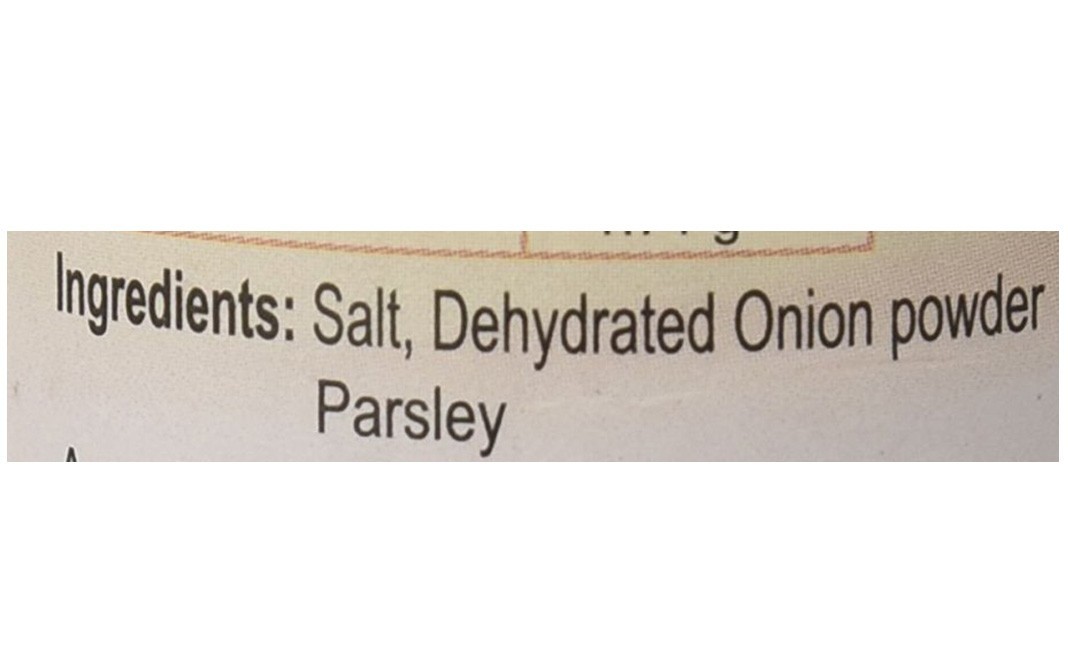 Ingredients: Salt, Dehydrated Onion powder
Parsley